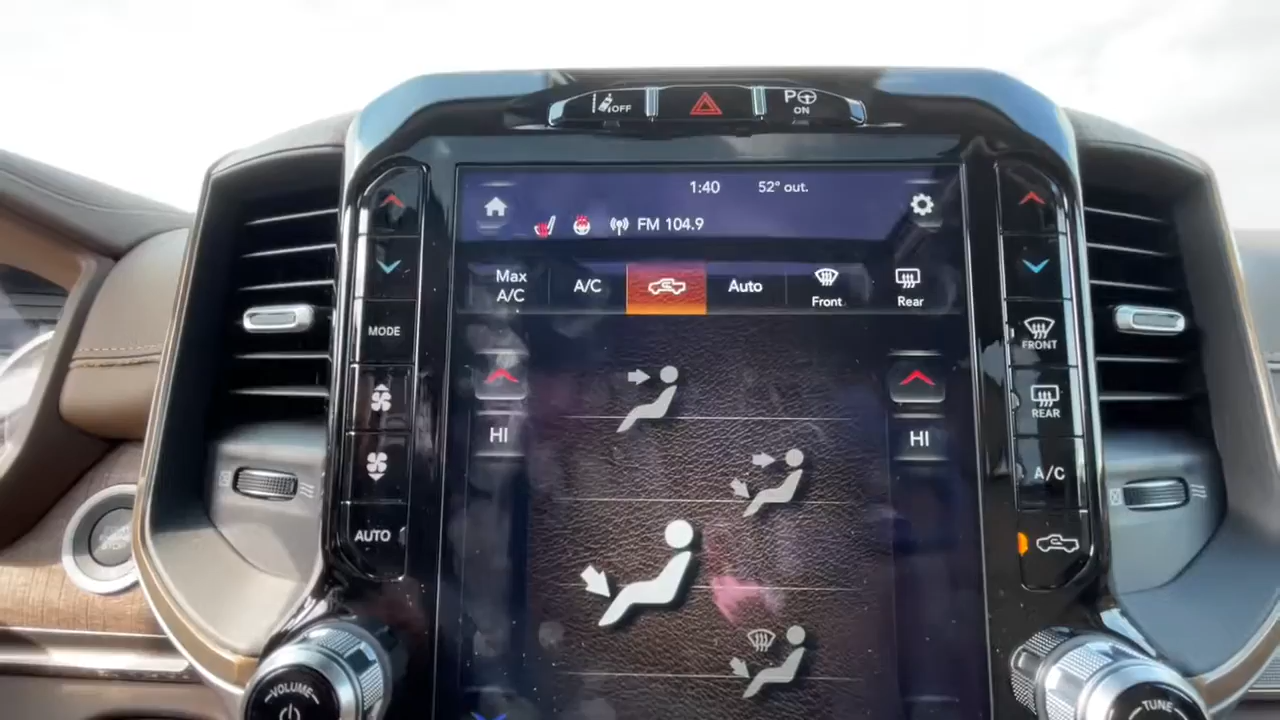 OFF
P
ON
1:40
52° out.
FM 104.9
Max
A/C
A/C
Auto
Front
Rear
MODE
FRONT
HI
HI
REAR
A/C
AUTO
VOLUME
TUNE